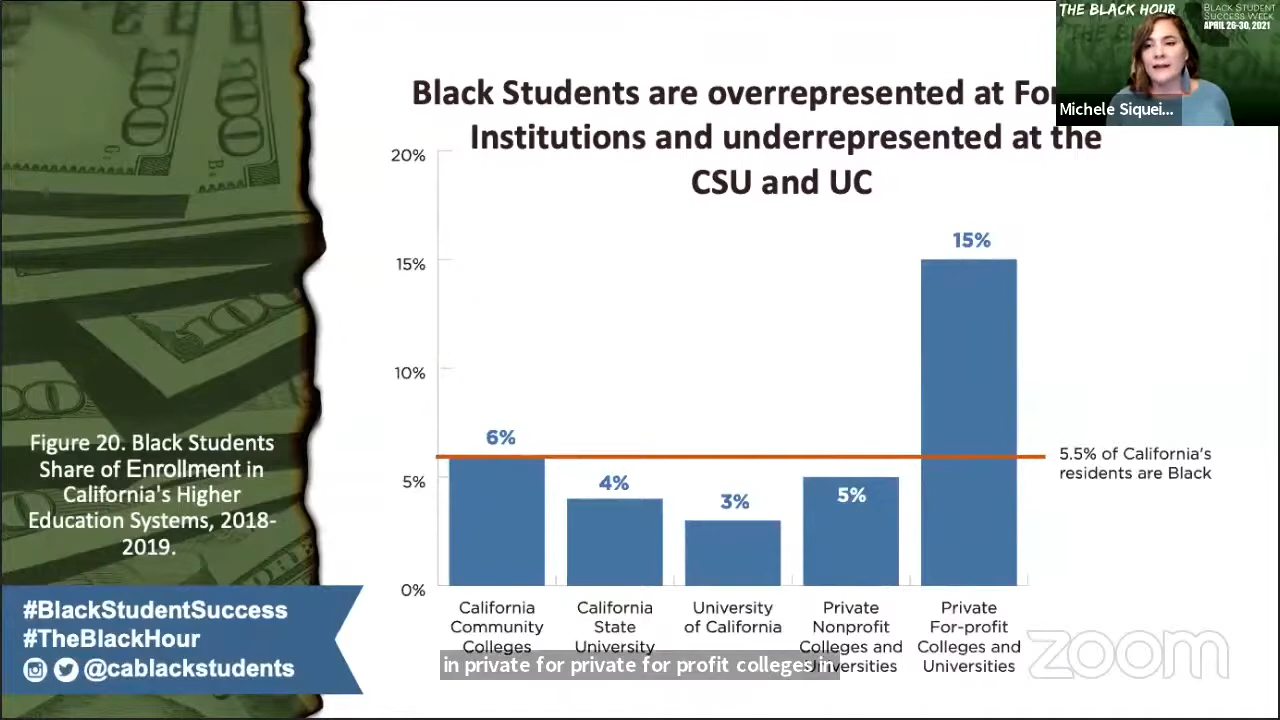 THE BLACK HOUR
BLACK STUDENT
SUCCESS WEEK
APRIL 26-30, 2021
Michele Siquei...
Black Students are overrepresented at For
Institutions and underrepresented at the
CSU and UC
20%
15%
10%
5%
0%
6%
4%
3%
5%
15%
5.5% of California's
residents are Black
California
Community
Colleges
California
State
University
University
of California
Private
Nonprofit
Colleges and
Universities
Private
For-profit
Colleges and
Universities
in private for private for profit colleges in
Figure 20. Black Students
Share of Enrollment in
California's Higher
Education Systems, 2018-
2019.
#BlackStudentSuccess
#TheBlackHour
@cablackstudents
zoom
100
100
100